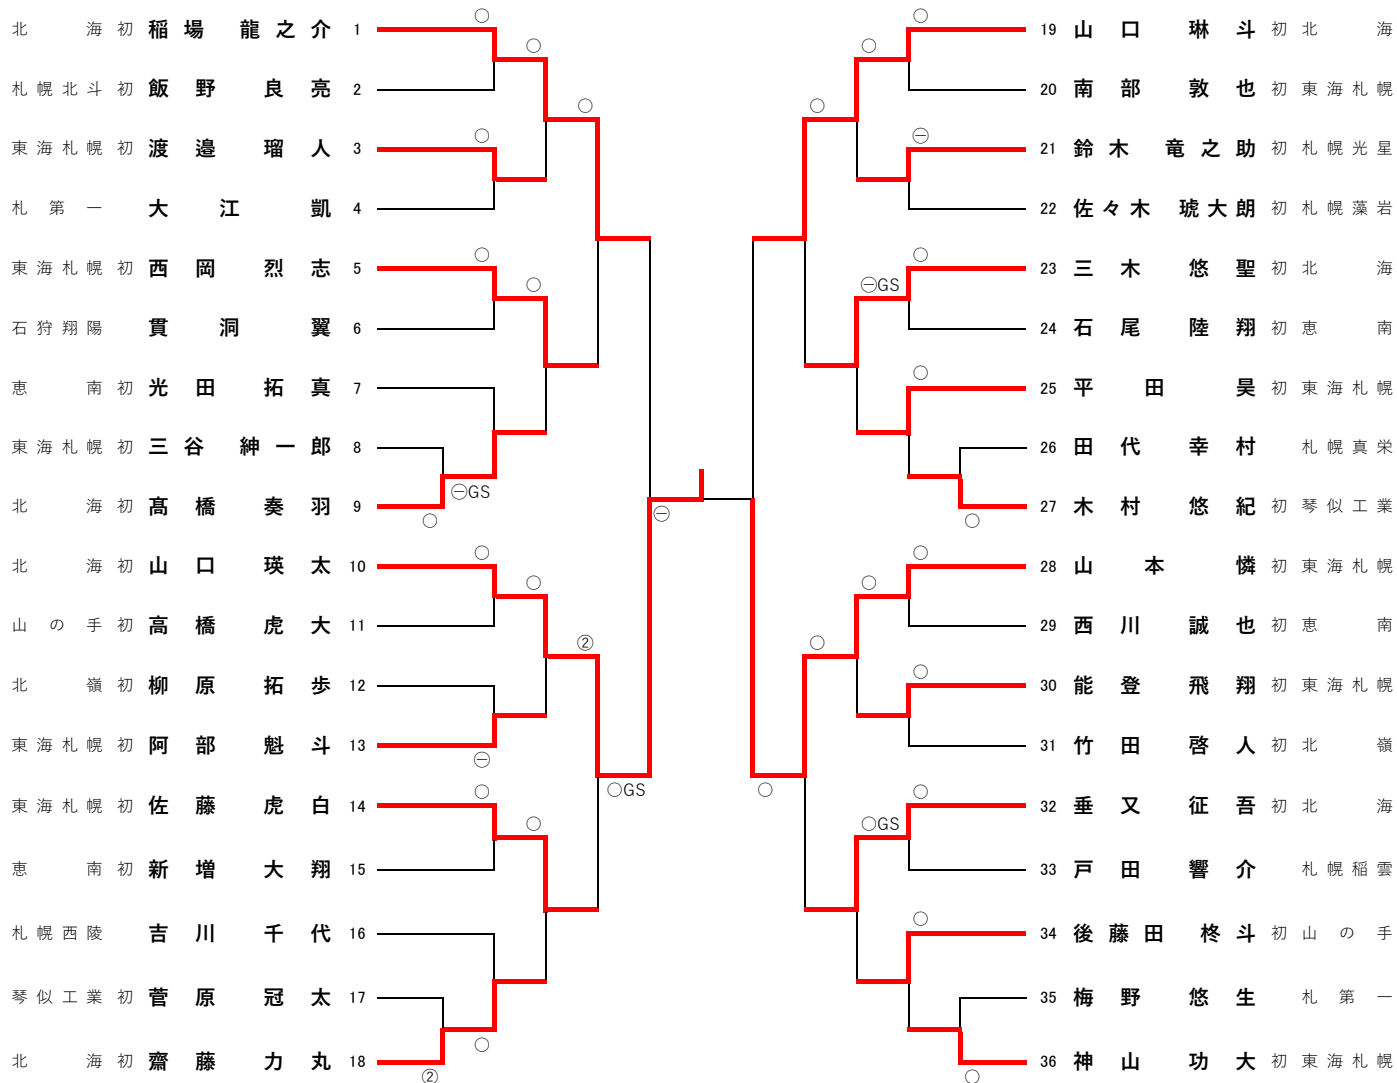 北海 初 稲場 龍之介 1
札幌北斗 初 飯野 良亮 2
東海札幌 初 渡邉 瑠人 3
札第一 大江 凱 4
東海札幌 初 西岡 烈志 5
石狩翔陽 貫洞 翼 6
恵南 初 光田 拓真 7
東海札幌 初 三谷 紳一郎 8
北海 初 髙橋 奏羽 9
北海 初 山口 瑛太 10
山の手 初 高橋 虎大 11
北嶺 初 柳原 拓歩 12
東海札幌 初 阿部 魁斗 13
東海札幌 初 佐藤 虎白 14
恵南 初 新増 大翔 15
札幌西陵 吉川 千代 16
琴似工業 初 菅原 冠太 17
北海 初 齋藤 力丸 18
○
○
○
○
○
○
㊀GS
○
○
○
②
㊀
○GS
○
○
○
②
㊀
19 山口 琳斗 初 北海
20 南部 敦也 初 東海札幌
21 鈴木 竜之助 初 札幌光星
22 佐々木 琥大朗 初 札幌藻岩
23 三木 悠聖 初 北海
24 石尾 陸翔 初 恵南
25 平田 昊 初 東海札幌
26 田代 幸村 札幌真栄
27 木村 悠紀 初 琴似工業
28 山本 憐 初 東海札幌
29 西川 誠也 初 恵南
30 能登 飛翔 初 東海札幌
31 竹田 啓人 初 北嶺
32 垂又 征吾 初 北海
33 戸田 響介 札幌稲雲
34 後藤田 柊斗 初 山の手
35 梅野 悠生 札第一
36 神山 功大 初 東海札幌
○
○
○
㊀
○
㊀GS
○
○
○
○
○
○
○
○
○GS
○
○